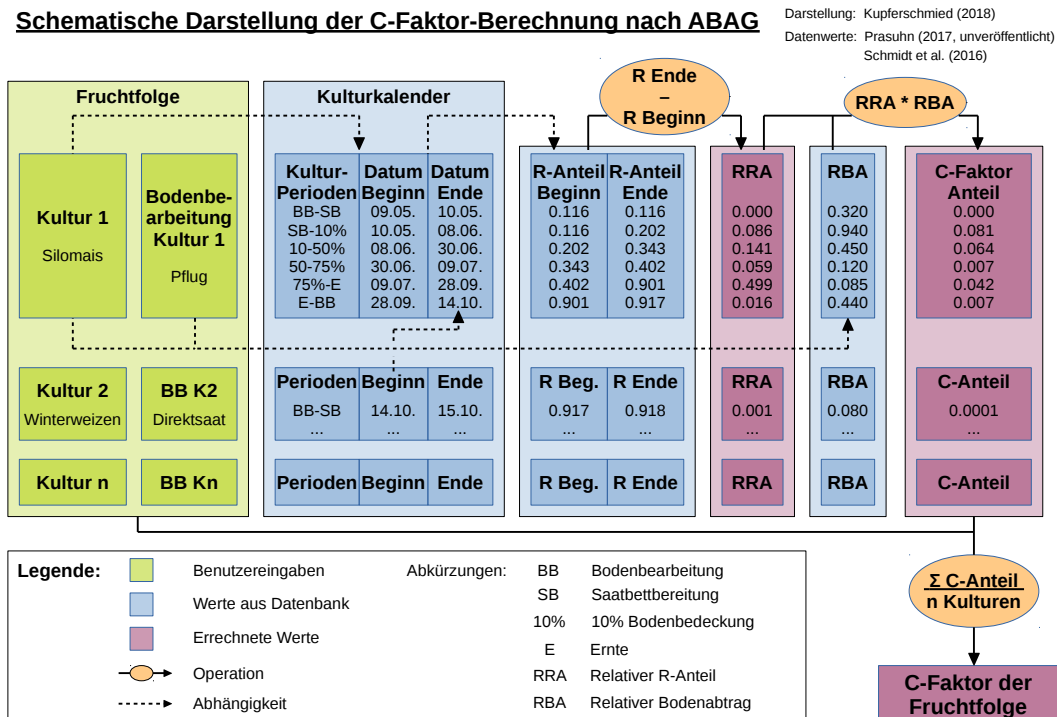 Schematische Darstellung der C-Faktor-Berechnung nach ABAG
Darstellung: Kupferschmied (2018)
Datenwerte: Prasuhn (2017, unveröffentlicht)
Schmidt et al. (2016)
Fruchtfolge
Kulturkalender
R Ende
–
R Beginn
RRA * RBA
Kultur 1
Silomais
Bodenbe-
arbeitung
Kultur 1
Pflug
Kultur- Datum Datum
Perioden Beginn Ende
BB-SB 09.05. 10.05.
SB-10% 10.05. 08.06.
10-50% 08.06. 30.06.
50-75% 30.06. 09.07.
75%-E 09.07. 28.09.
E-BB 28.09. 14.10.
R-Anteil R-Anteil
Beginn Ende
0.116 0.116
0.116 0.202
0.202 0.343
0.343 0.402
0.402 0.901
0.901 0.917
RRA
0.000
0.086
0.141
0.059
0.499
0.016
RBA
0.320
0.940
0.450
0.120
0.085
0.440
C-Faktor
Anteil
0.000
0.081
0.064
0.007
0.042
0.007
Kultur 2 BB K2 Perioden Beginn Ende R Beg. R Ende RRA RBA C-Anteil
Winterweizen Direktsaat BB-SB 14.10. 15.10. 0.917 0.918 0.001 0.080 0.0001
... ... ... ... ... ... ... ...
Kultur n BB Kn Perioden Beginn Ende R Beg. R Ende RRA RBA C-Anteil
Legende:
Benutzereingaben
Werte aus Datenbank
Errechnete Werte
Operation
Abhängigkeit
Abkürzungen: BB Bodenbearbeitung
SB Saatbettbereitung
10% 10% Bodenbedeckung
E Ernte
RRA Relativer R-Anteil
RBA Relativer Bodenabtrag
Σ C-Anteil
n Kulturen
C-Faktor der
Fruchtfolge